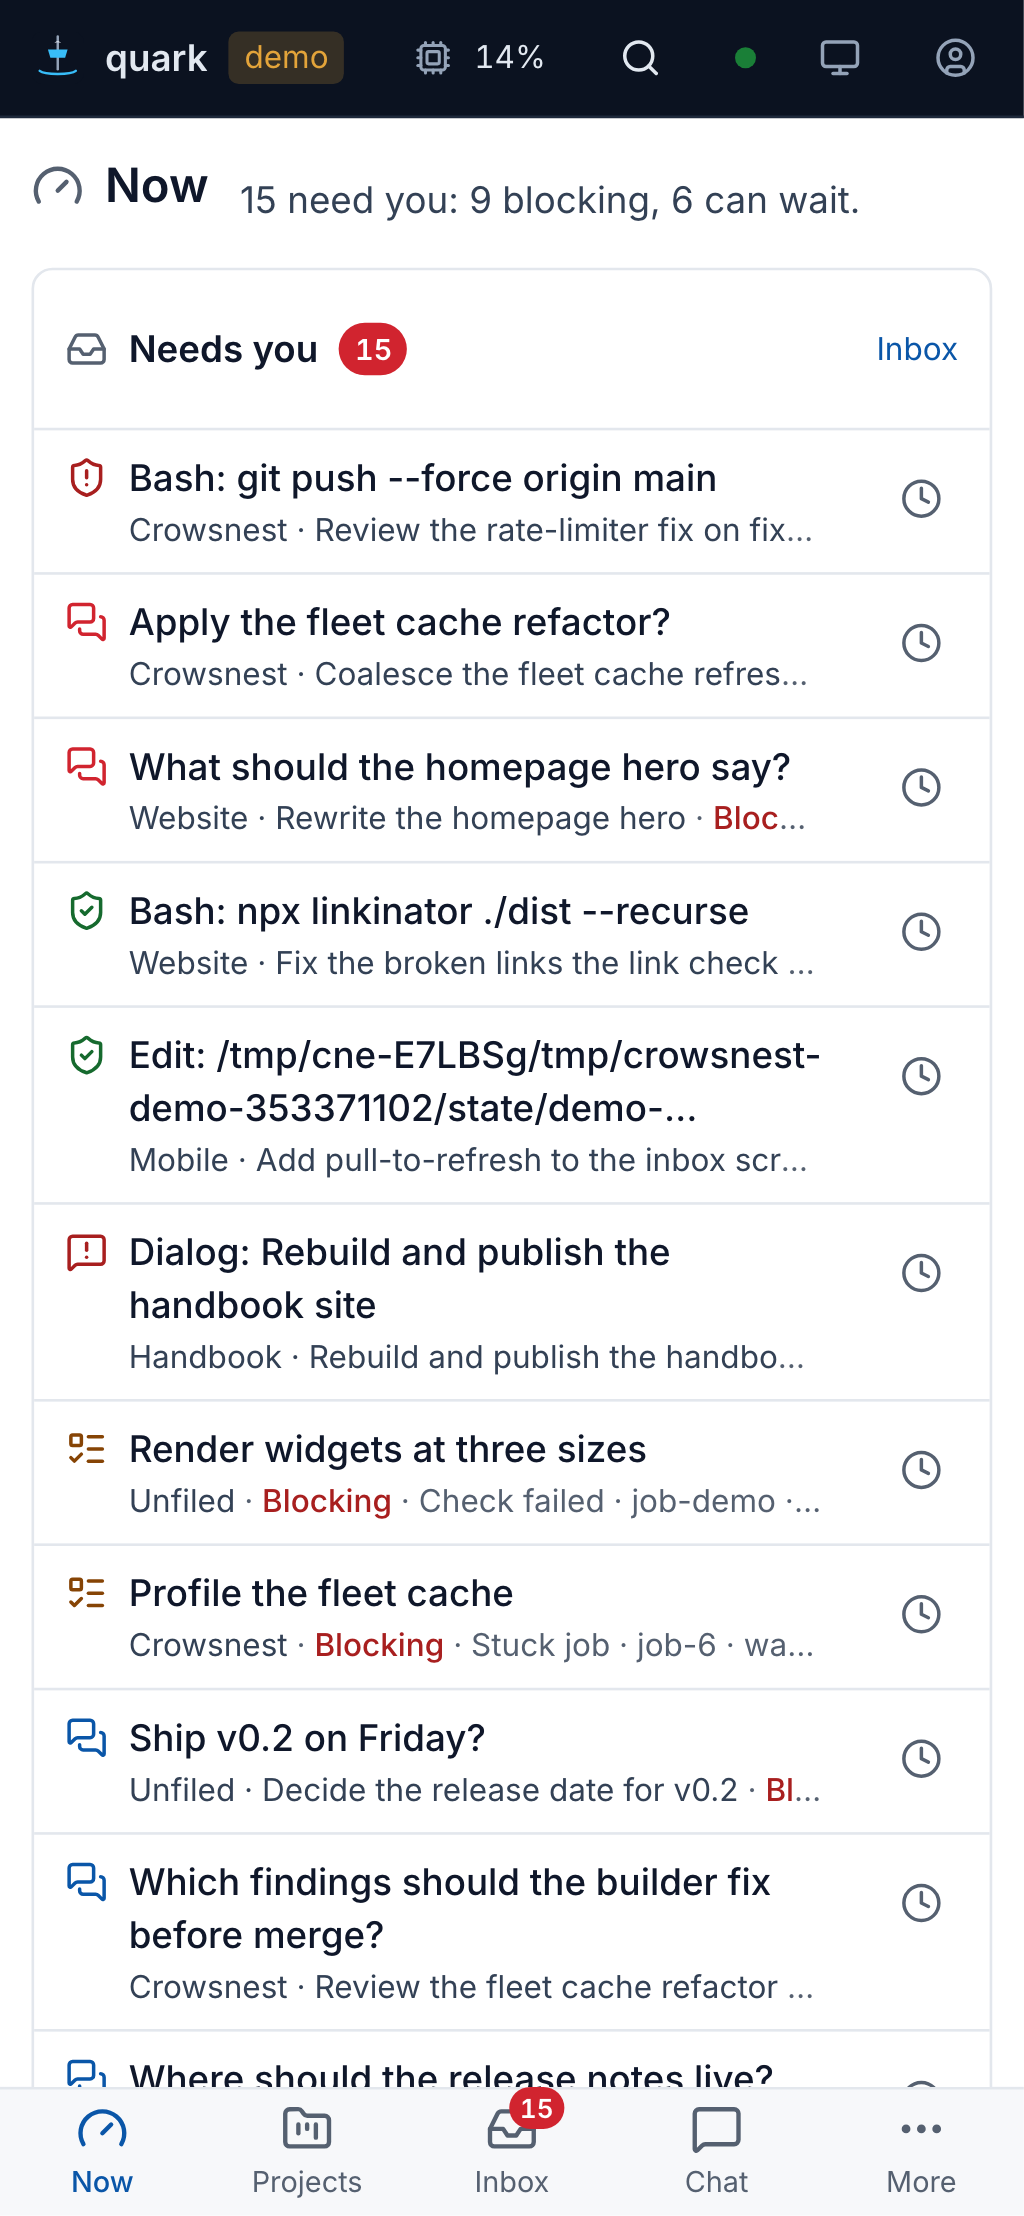 quark demo 14%
Now 15 need you: 9 blocking, 6 can wait.
Needs you 15 Inbox
Bash: git push --force origin main
Crowsnest · Review the rate-limiter fix on fix...
Apply the fleet cache refactor?
Crowsnest · Coalesce the fleet cache refres...
What should the homepage hero say?
Website · Rewrite the homepage hero · Bloc...
Bash: npx linkinator ./dist --recurse
Website · Fix the broken links the link check ...
Edit: /tmp/cne-E7LBSg/tmp/crowsnest-
demo-353371102/state/demo-...
Mobile · Add pull-to-refresh to the inbox scr...
Dialog: Rebuild and publish the
handbook site
Handbook · Rebuild and publish the handbo...
Render widgets at three sizes
Unfiled · Blocking · Check failed · job-demo ·...
Profile the fleet cache
Crowsnest · Blocking · Stuck job · job-6 · wa...
Ship v0.2 on Friday?
Unfiled · Decide the release date for v0.2 · Bl...
Which findings should the builder fix
before merge?
Crowsnest · Review the fleet cache refactor ...
Where should the release notes live?
15
Now Projects Inbox Chat More